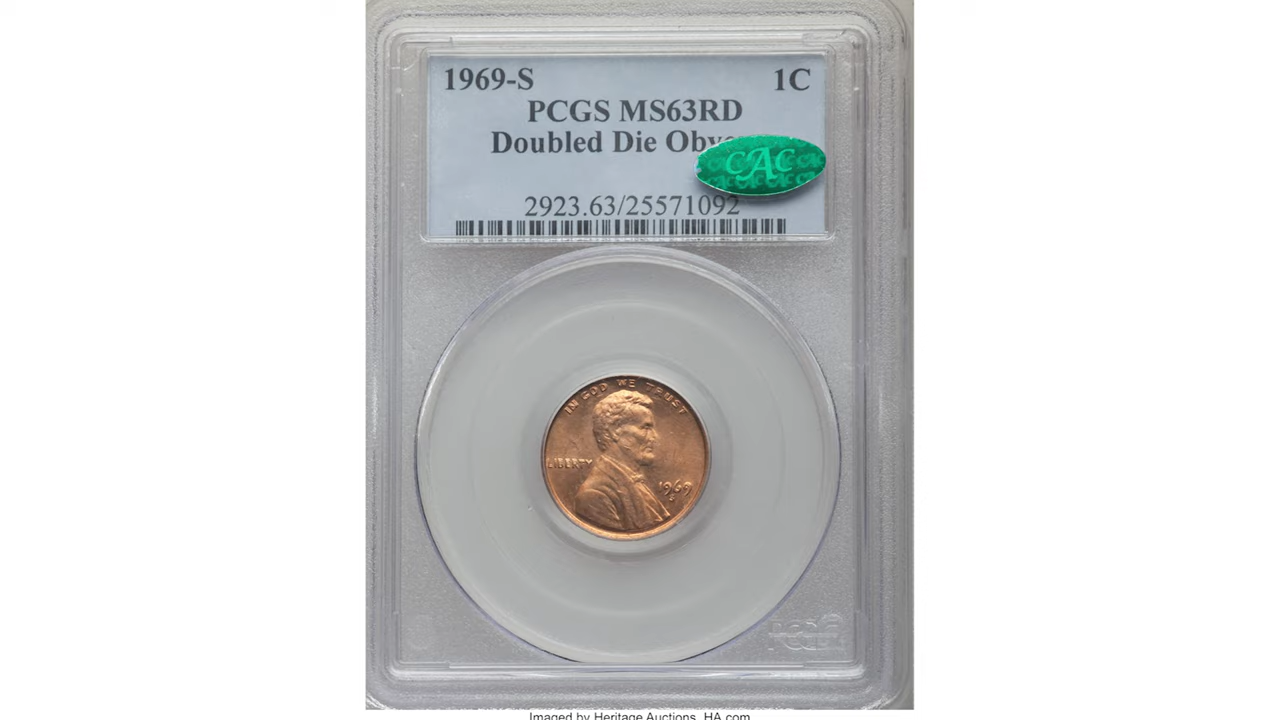 1969-S 1C
PCGS MS63RD
Doubled Die Obv
CAC
2923.63/25571092
IN GOD WE TRUST
LIBERTY
1969
S
PCGS
Imaged by Heritage Auctions, HA.com